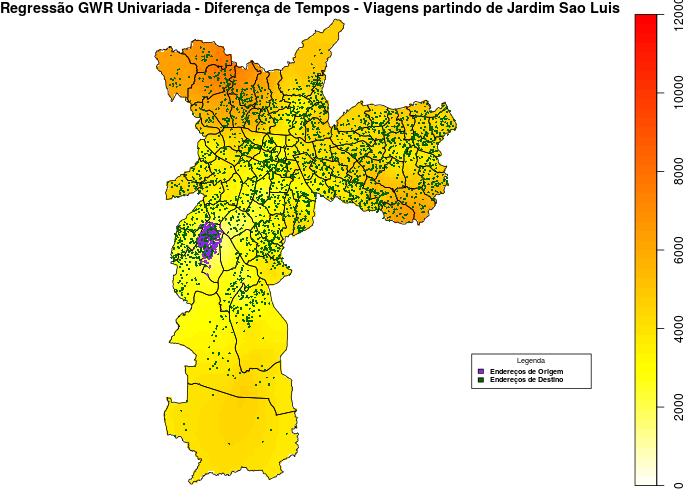 Regressão GWR Univariada - Diferença de Tempos - Viagens partindo de Jardim Sao Luis
12000
10000
8000
6000
4000
2000
0
Legenda
Endereços de Origem
Endereços de Destino